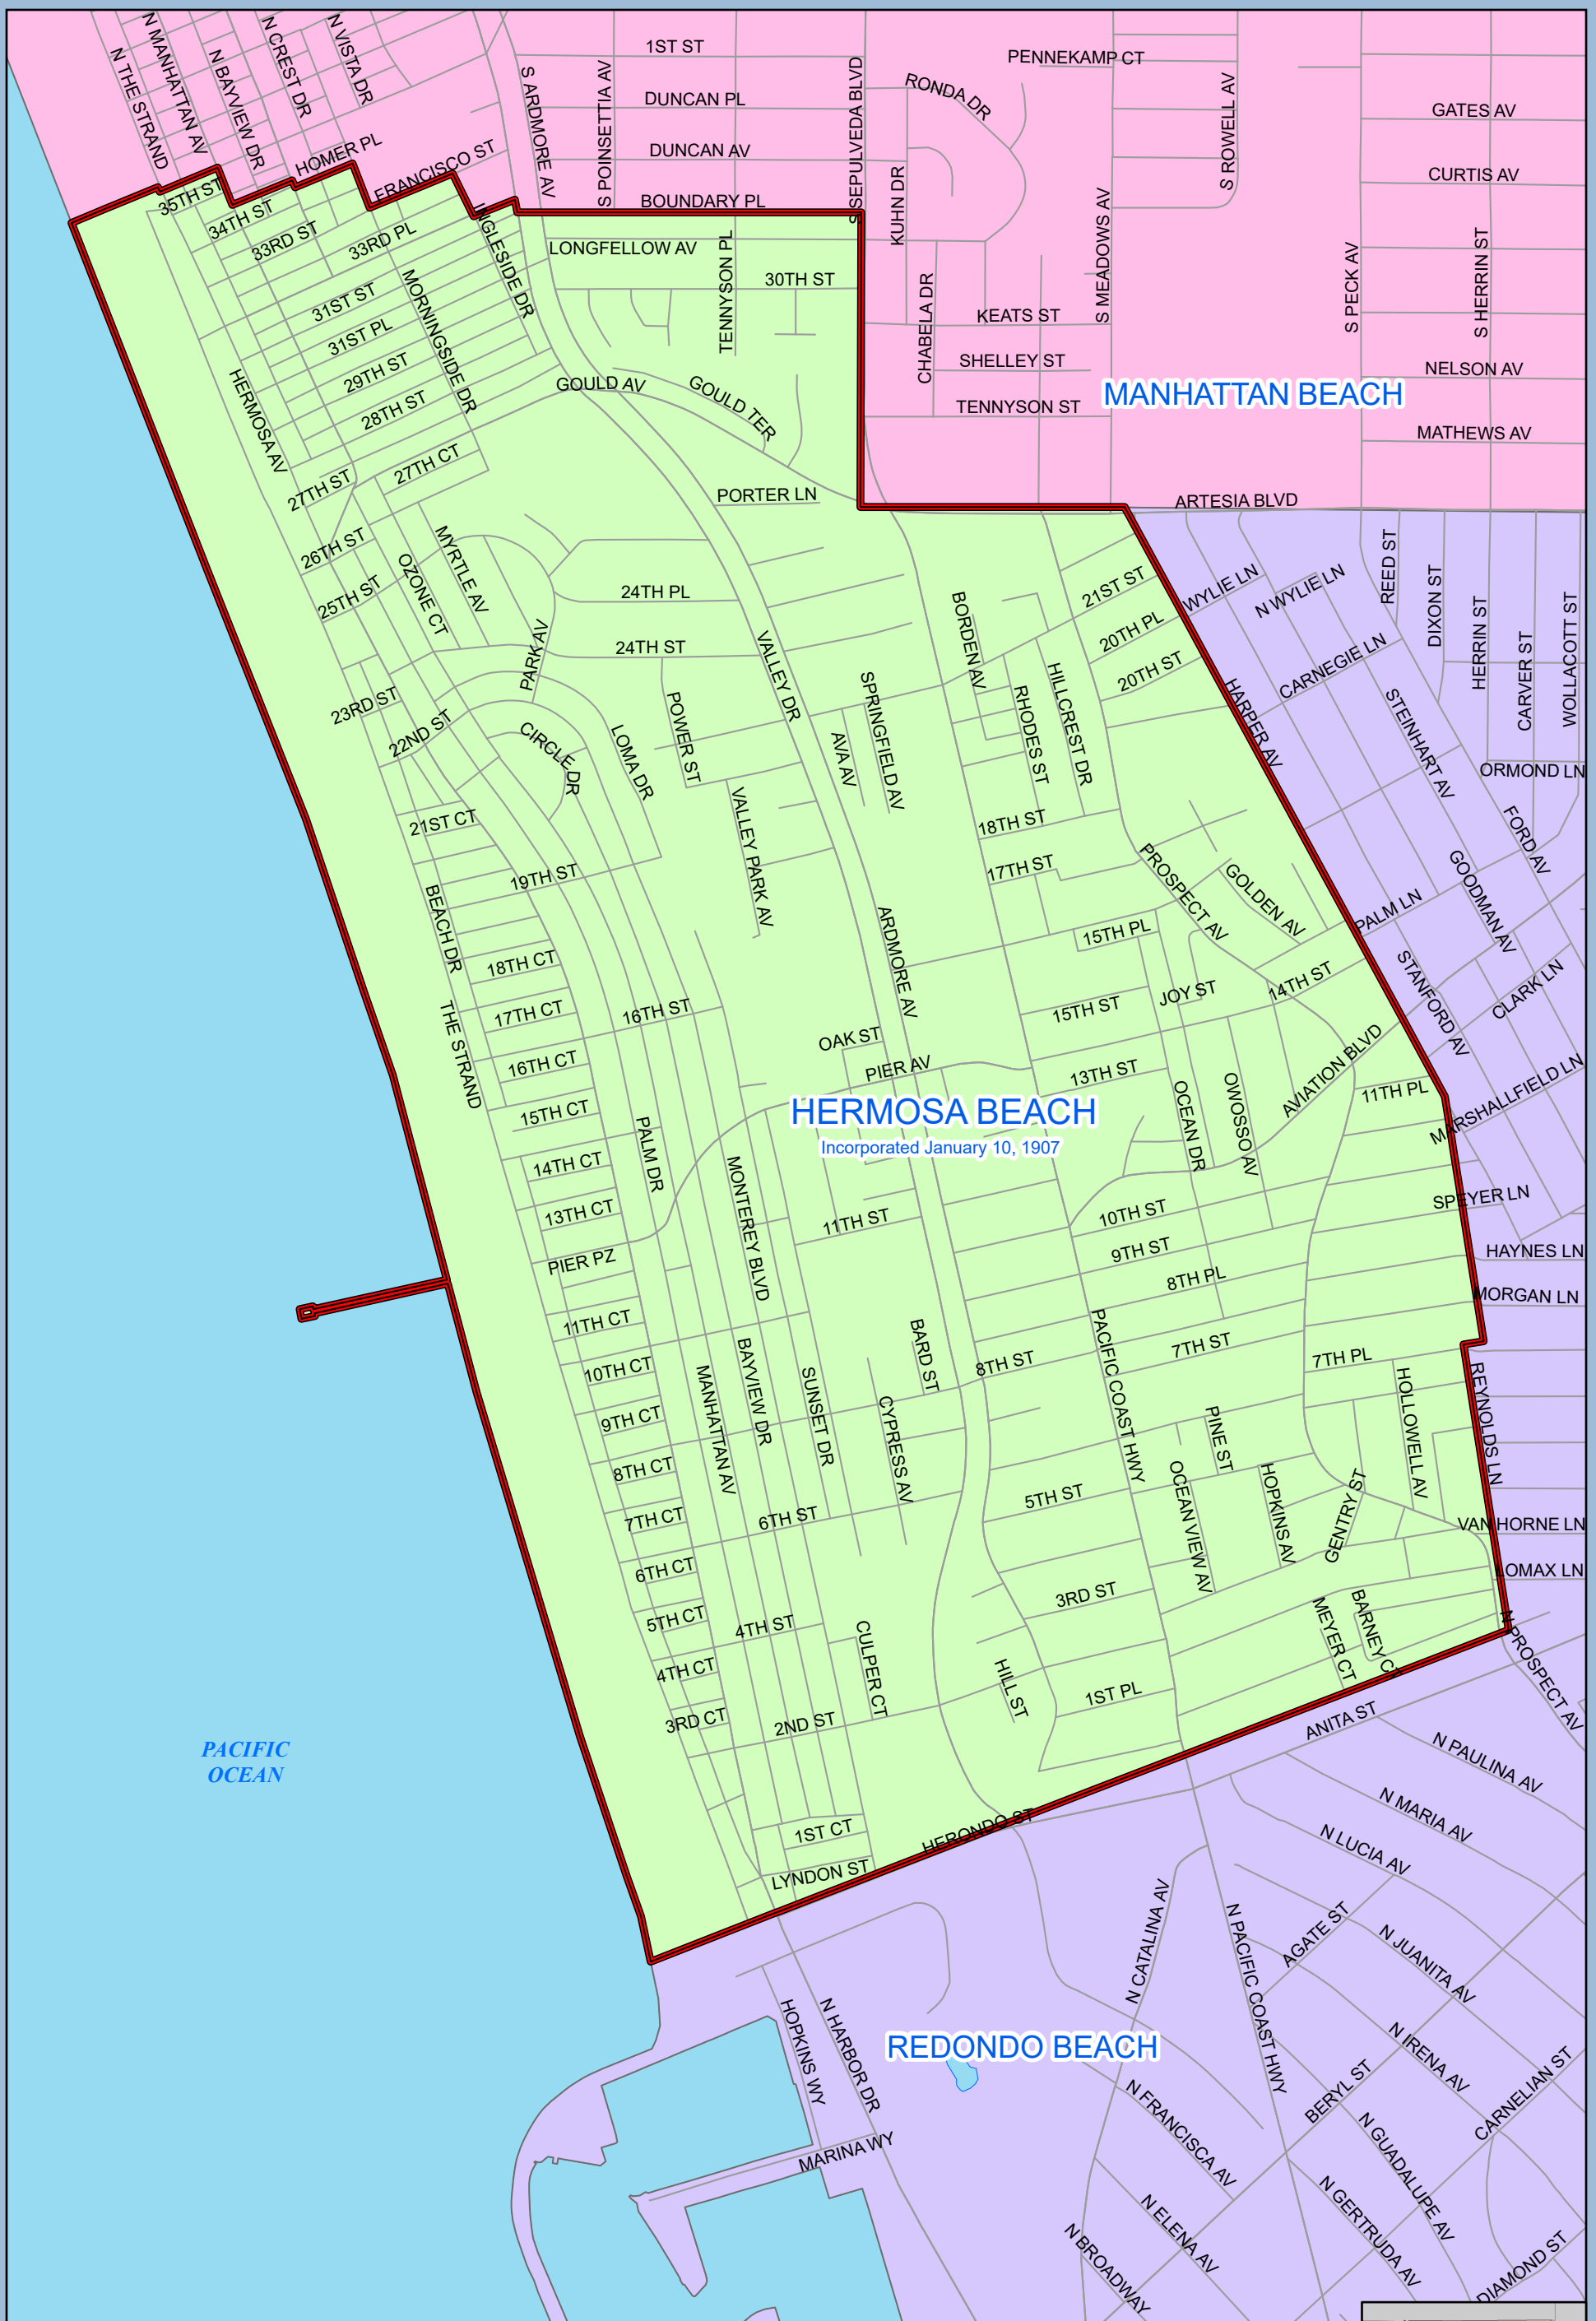 N THE STRAND
N MANHATTAN AV
N BAYVIEW DR
N CREST DR
N VISTA DR
HOMER PL
FRANCISCO ST
S ARDMORE AV
S POINSETTIA AV
1ST ST
DUNCAN PL
DUNCAN AV
BOUNDARY PL
S SEPULVEDA BLVD
RONDA DR
PENNEKAMP CT
KUHN DR
S MEADOWS AV
S ROWELL AV
GATES AV
CURTIS AV
S PECK AV
S HERRIN ST
NELSON AV
MATHEWS AV
CHABELA DR
KEATS ST
SHELLEY ST
TENNYSON ST
MANHATTAN BEACH
ARTESIA BLVD
35TH ST
34TH ST
33RD ST
33RD PL
INGLESIDE DR
LONGFELLOW AV
TENNYSON PL
30TH ST
31ST ST
31ST PL
29TH ST
28TH ST
MORNINGSIDE DR
HERMOSA AV
GOULD AV
GOULD TER
27TH CT
27TH ST
PORTER LN
26TH ST
25TH ST
OZONE CT
MYRTLE AV
24TH PL
24TH ST
PARK AV
VALLEY DR
23RD ST
22ND ST
CIRCLE DR
LOMA DR
POWER ST
AVA AV
SPRINGFIELD AV
VALLEY PARK AV
BORDEN AV
RHODES ST
HILLCREST DR
21ST ST
20TH PL
20TH ST
WYLIE LN
N WYLIE LN
REED ST
DIXON ST
HERRIN ST
CARVER ST
WOLLACOTT ST
CARNEGIE LN
HARPER AV
STEINHART AV
ORMOND LN
FORD AV
GOODMAN AV
PALM LN
STANFORD AV
CLARK LN
MARSHALLFIELD LN
21ST CT
19TH ST
BEACH DR
18TH CT
17TH CT
16TH ST
16TH CT
THE STRAND
15TH CT
14TH CT
13TH CT
PIER PZ
PALM DR
OAK ST
PIER AV
ARDMORE AV
18TH ST
17TH ST
PROSPECT AV
GOLDEN AV
15TH PL
15TH ST
JOY ST
14TH ST
13TH ST
OCEAN DR
OWOSSO AV
AVIATION BLVD
11TH PL
HERMOSA BEACH
Incorporated January 10, 1907
MONTEREY BLVD
11TH ST
10TH ST
9TH ST
8TH PL
SPEYER LN
HAYNES LN
MORGAN LN
11TH CT
10TH CT
9TH CT
8TH CT
7TH CT
6TH CT
5TH CT
4TH CT
3RD CT
MANHATTAN AV
BAYVIEW DR
SUNSET DR
CYPRESS AV
BARD ST
8TH ST
PACIFIC COAST HWY
7TH ST
7TH PL
HOLLOWELL AV
REYNOLDS LN
PINE ST
OCEAN VIEW AV
HOPKINS AV
GENTRY ST
VAN HORNE LN
LOMAX LN
6TH ST
5TH ST
4TH ST
3RD ST
CULPER CT
2ND ST
HILL ST
1ST PL
MEYER CT
BARNEY CT
N PROSPECT AV
ANITA ST
PACIFIC
OCEAN
1ST CT
LYNDON ST
HERONDO ST
N PAULINA AV
N MARIA AV
N LUCIA AV
N CATALINA AV
N PACIFIC COAST HWY
AGATE ST
N JUANITA AV
N IRENA AV
HOPKINS WY
N HARBOR DR
REDONDO BEACH
MARINA WY
N FRANCISCA AV
BERYL ST
CARNELIAN ST
N GUADALUPE AV
N GERTRUDA AV
N ELENA AV
N BROADWAY
DIAMOND ST